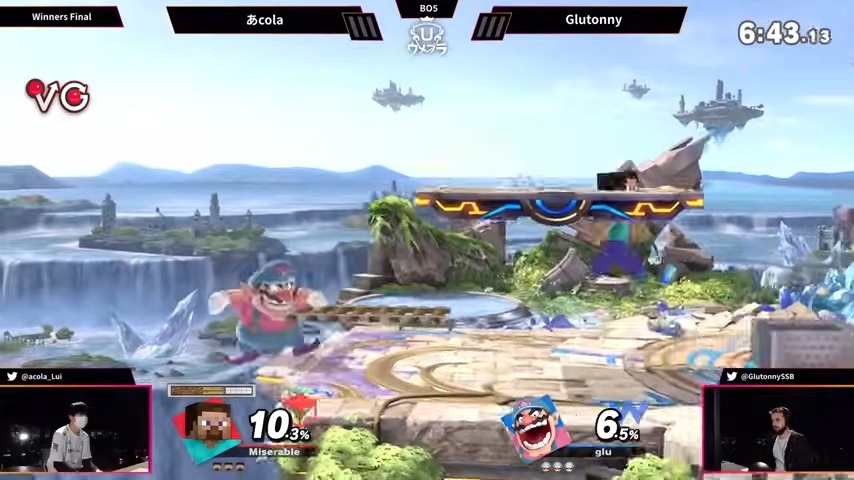 Winners Final
あcola
BO5
Glutonny
U
ウメブラ
6:43.13
VG
@acola_Lui
@GlutonnySSB
10.3%
Miserable
6.5%
glu